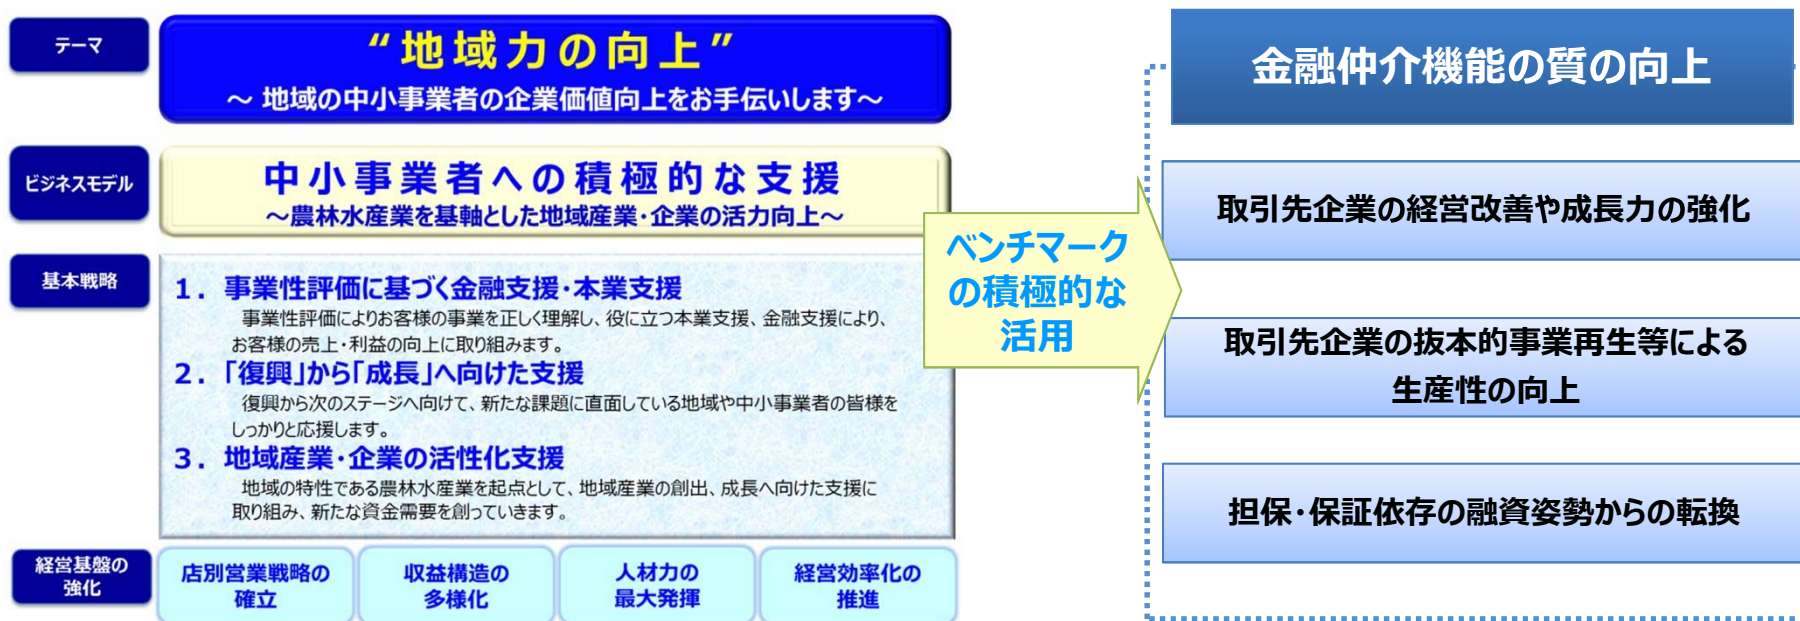 テーマ
“地域力の向上”
～ 地域の中小事業者の企業価値向上をお手伝いします～
ビジネスモデル
中小事業者への積極的な支援
～農林水産業を基軸とした地域産業・企業の活力向上～
基本戦略
１．事業性評価に基づく金融支援・本業支援
事業性評価によりお客様の事業を正しく理解し、役に立つ本業支援、金融支援により、
お客様の売上・利益の向上に取り組みます。
２．「復興」から「成長」へ向けた支援
復興から次のステージへ向けて、新たな課題に直面している地域や中小事業者の皆様を
しっかりと応援します。
３．地域産業・企業の活性化支援
地域の特性である農林水産業を起点として、地域産業の創出、成長へ向けた支援に
取り組み、新たな資金需要を創っていきます。
経営基盤の
強化
店別営業戦略の
確立
収益構造の
多様化
人材力の
最大発揮
経営効率化の
推進
ベンチマーク
の積極的な
活用
金融仲介機能の質の向上
取引先企業の経営改善や成長力の強化
取引先企業の抜本的事業再生等による
生産性の向上
担保・保証依存の融資姿勢からの転換